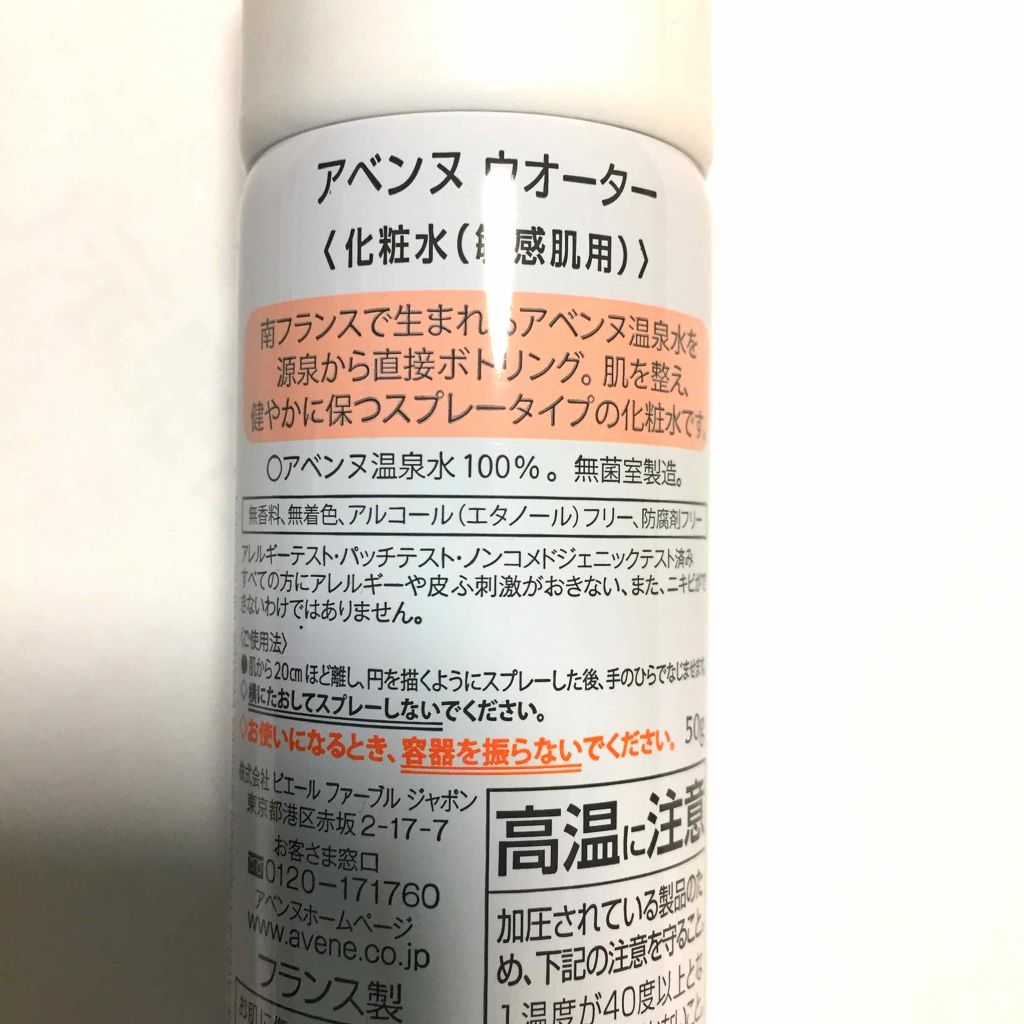 アベンヌ ウオーター
〈化粧水(敏感肌用)〉
南フランスで生まれるアベンヌ温泉水を
源泉から直接ボトリング。肌を整え、
健やかに保つスプレータイプの化粧水です。
〇アベンヌ温泉水100%。無菌室製造。
無香料、無着色、アルコール(エタノール)フリー、防腐剤フリー
アレルギーテスト・パッチテスト・ノンコメドジェニックテスト済み
すべての方にアレルギーや皮ふ刺激がおきない、また、ニキビがで
きないわけではありません。
〈ご使用法〉
●肌から20cmほど離し、円を描くようにスプレーした後、手のひらでなじませます。
◇横にたおしてスプレーしないでください。
◇お使いになるとき、容器を振らないでください。
50g
株式会社 ピエール ファーブル ジャポン
東京都港区赤坂2-17-7
お客さま窓口
0120-171760
アベンヌホームページ
www.avene.co.jp
フランス製
高温に注意
加圧されている製品のた
め、下記の注意を守ること。
1 温度が40度以上とな